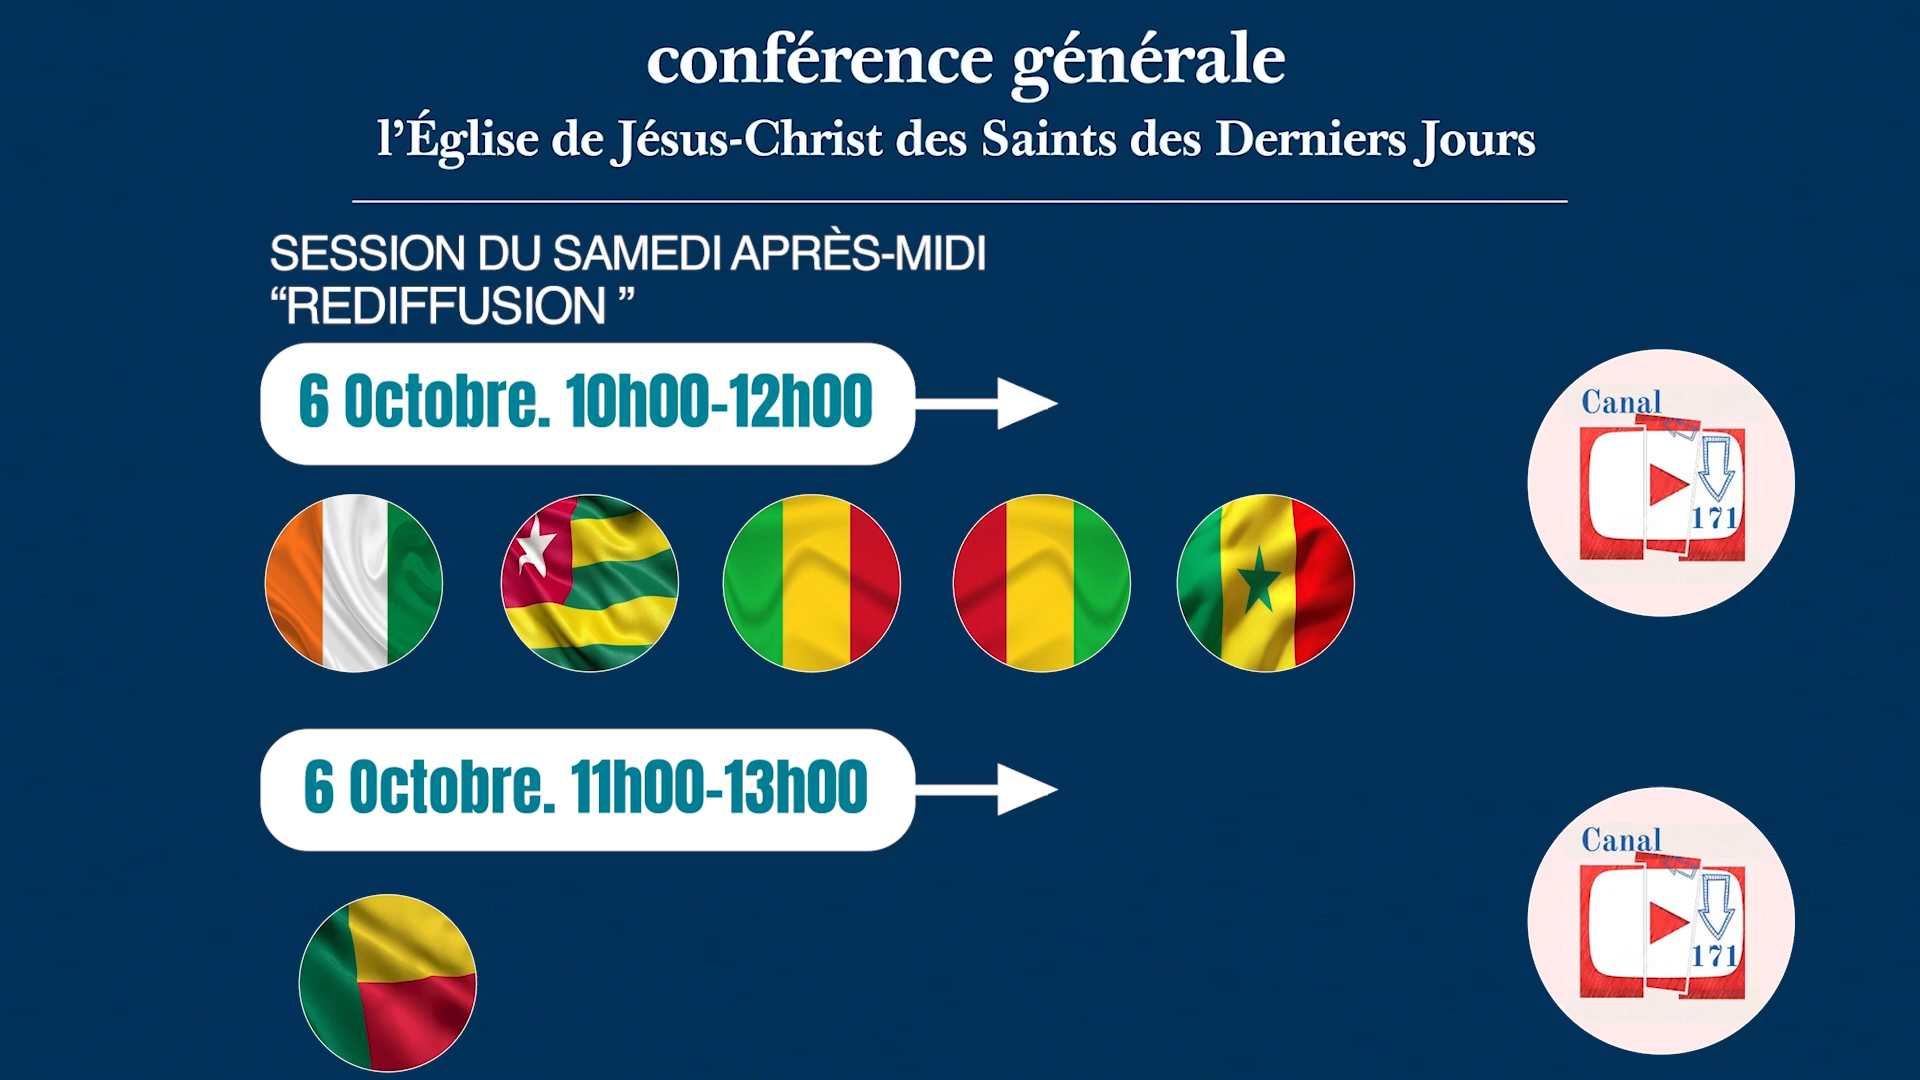 conférence générale
l’Église de Jésus-Christ des Saints des Derniers Jours
SESSION DU SAMEDI APRÈS-MIDI
“REDIFFUSION ”
6 Octobre. 10h00-12h00
Canal
171
6 Octobre. 11h00-13h00
Canal
171